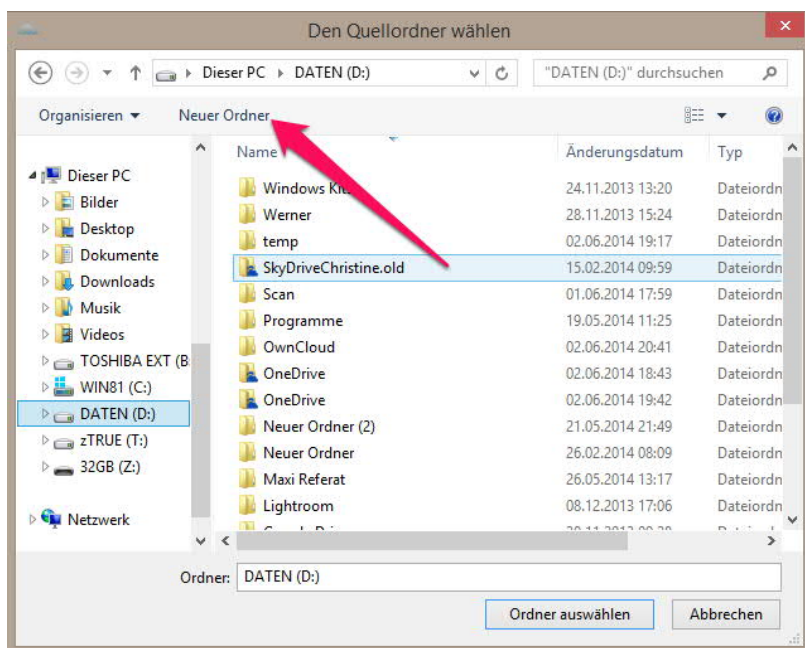 Den Quellordner wählen
Dieser PC DATEN (D:) "DATEN (D:)" durchsuchen
Organisieren Neuer Ordner
Name Änderungsdatum Typ
Dieser PC
Bilder
Desktop
Dokumente
Downloads
Musik
Videos
TOSHIBA EXT (B
WIN81 (C:)
DATEN (D:)
zTRUE (T:)
32GB (Z:)
Netzwerk
Windows 24.11.2013 13:20 Dateiordn
Werner 28.11.2013 15:24 Dateiordn
temp 02.06.2014 19:17 Dateiordn
SkyDriveChristine.old 15.02.2014 09:59 Dateiordn
Scan 01.06.2014 17:59 Dateiordn
Programme 19.05.2014 11:25 Dateiordn
OwnCloud 02.06.2014 20:41 Dateiordn
OneDrive 02.06.2014 18:43 Dateiordn
OneDrive 02.06.2014 19:42 Dateiordn
Neuer Ordner (2) 21.05.2014 21:49 Dateiordn
Neuer Ordner 26.02.2014 08:09 Dateiordn
Maxi Referat 26.05.2014 13:17 Dateiordn
Lightroom 08.12.2013 17:06 Dateiordn
Ordner: DATEN (D:)
Ordner auswählen Abbrechen